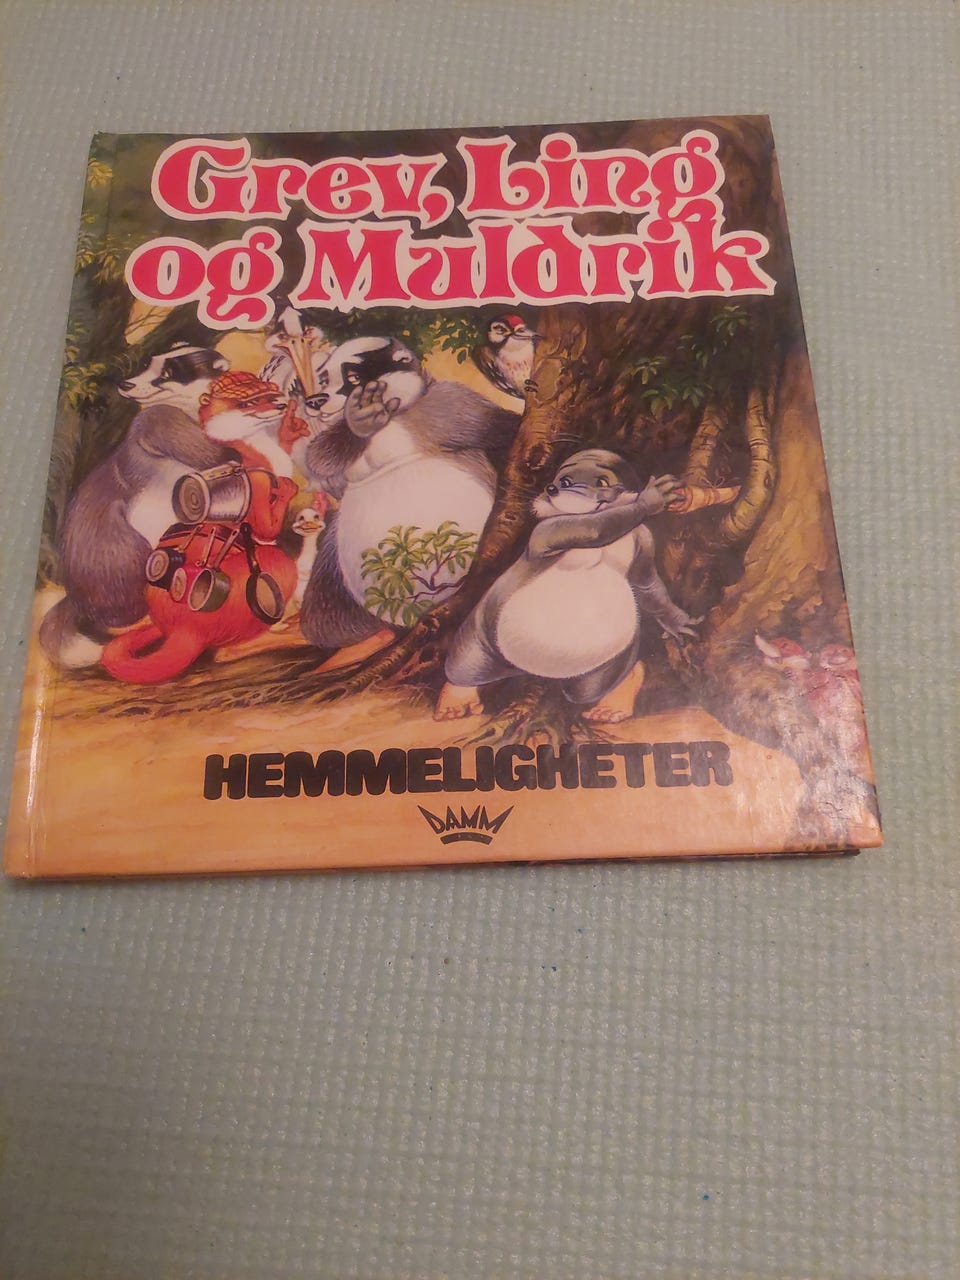 Grev, Ling
og Muldrik
HEMMELIGHETER
DAMM